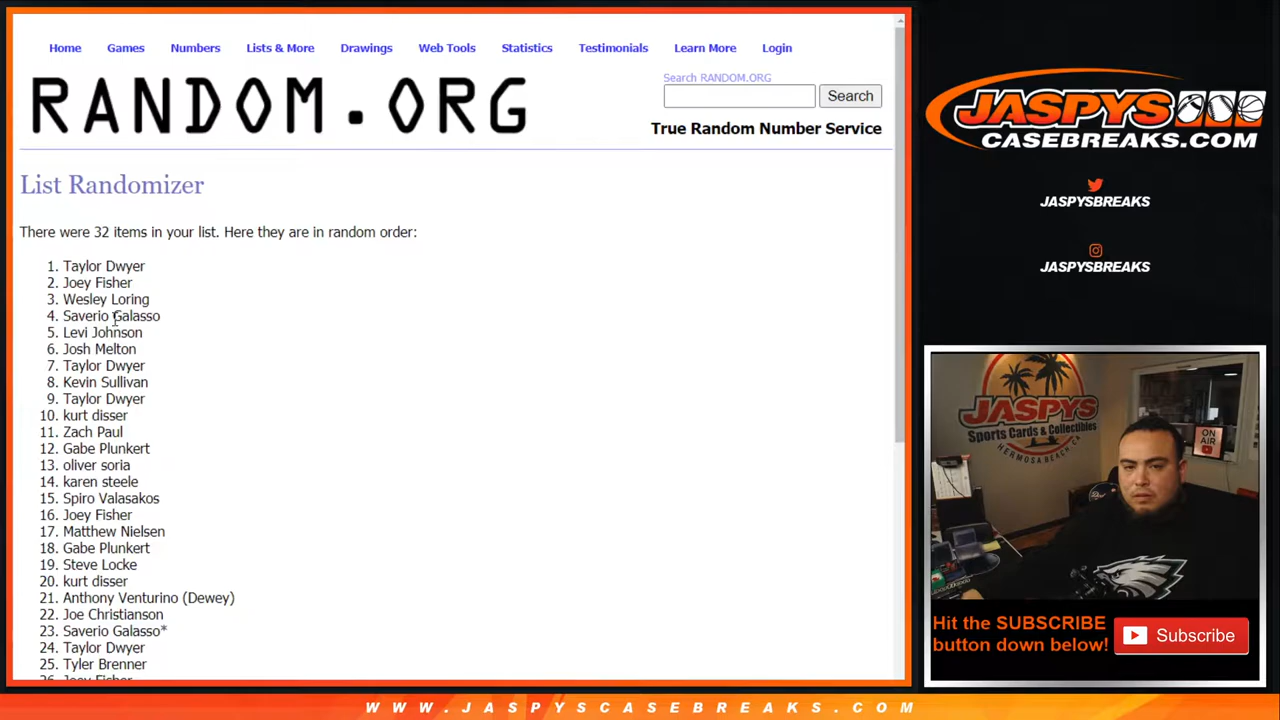 Home Games Numbers Lists & More Drawings Web Tools Statistics Testimonials Learn More Login
RANDOM.ORG
Search RANDOM.ORG
Search
True Random Number Service
List Randomizer
There were 32 items in your list. Here they are in random order:
1. Taylor Dwyer
2. Joey Fisher
3. Wesley Loring
4. Saverio Galasso
5. Levi Johnson
6. Josh Melton
7. Taylor Dwyer
8. Kevin Sullivan
9. Taylor Dwyer
10. kurt disser
11. Zach Paul
12. Gabe Plunkert
13. oliver soria
14. karen steele
15. Spiro Valasakos
16. Joey Fisher
17. Matthew Nielsen
18. Gabe Plunkert
19. Steve Locke
20. kurt disser
21. Anthony Venturino (Dewey)
22. Joe Christianson
23. Saverio Galasso*
24. Taylor Dwyer
25. Tyler Brenner
26. Joey Fisher
JASPYS
CASEBREAKS.COM
JASPYSBREAKS
JASPYSBREAKS
JASPYS
Sports Cards & Collectibles
HERMOSA BEACH, CA
ON
AIR
Hit the SUBSCRIBE
button down below!
Subscribe
WWW.JASPYSCASEBREAKS.COM